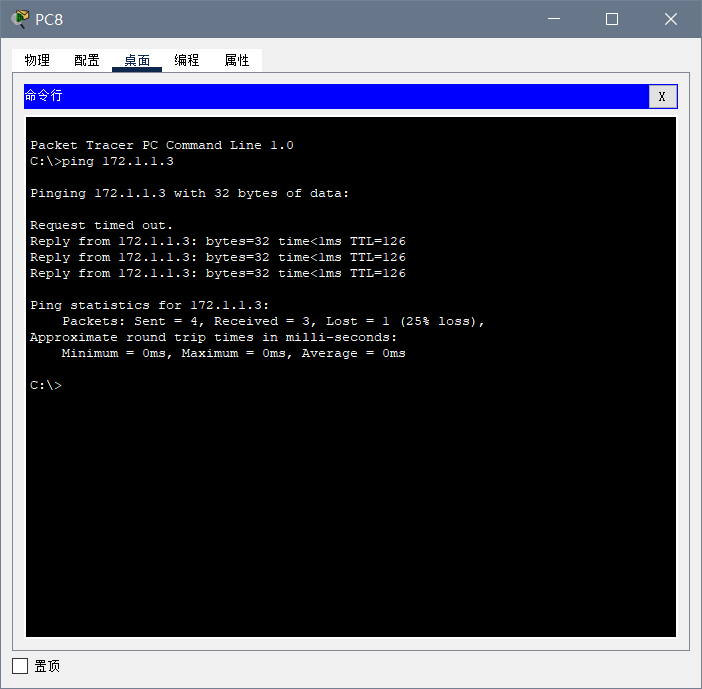 PC8
物理 配置 桌面 编程 属性
命令行
X
Packet Tracer PC Command Line 1.0
C:\>ping 172.1.1.3
Pinging 172.1.1.3 with 32 bytes of data:
Request timed out.
Reply from 172.1.1.3: bytes=32 time<1ms TTL=126
Reply from 172.1.1.3: bytes=32 time<1ms TTL=126
Reply from 172.1.1.3: bytes=32 time<1ms TTL=126
Ping statistics for 172.1.1.3:
    Packets: Sent = 4, Received = 3, Lost = 1 (25% loss),
Approximate round trip times in milli-seconds:
    Minimum = 0ms, Maximum = 0ms, Average = 0ms
C:\>
置顶